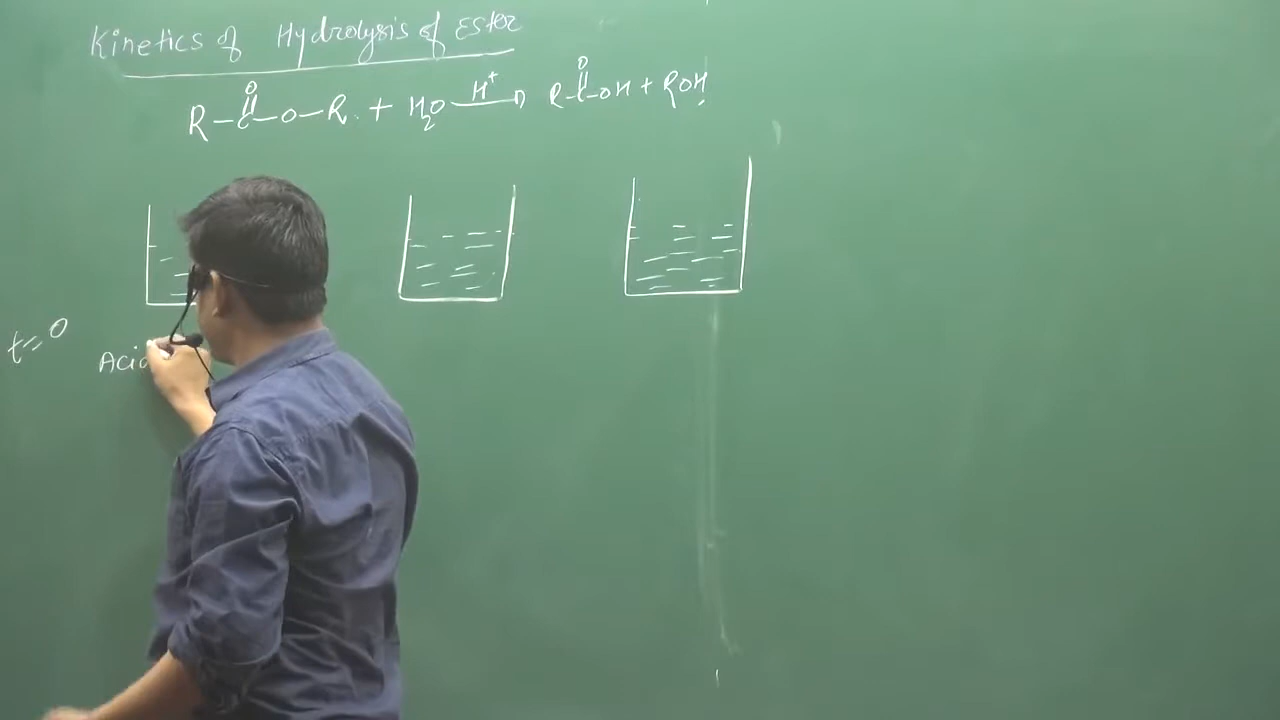 Kinetics of Hydrolysis of Ester
O O
R-C-O-R + H2O H+ → R-C-OH + ROH
t=0
Acid